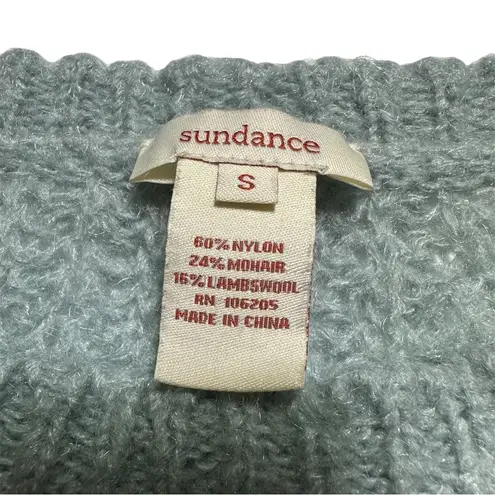 sundance
S
60% NYLON
24% MOHAIR
16% LAMBSWOOL
RN 106205
MADE IN CHINA